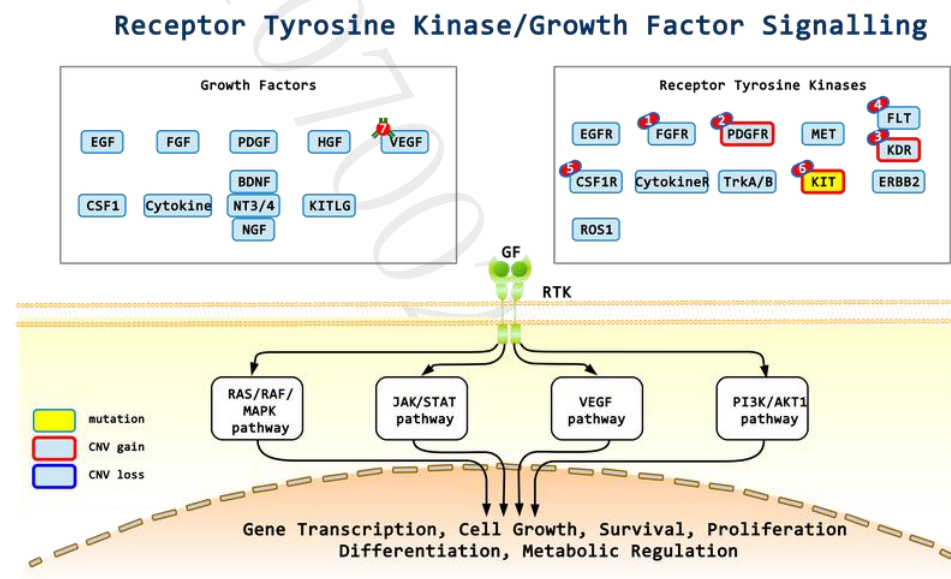 Receptor Tyrosine Kinase/Growth Factor Signalling
Growth Factors
EGF
FGF
PDGF
HGF
7
VEGF
BDNF
CSF1
Cytokine
NT3/4
KITLG
NGF
Receptor Tyrosine Kinases
EGFR
1
FGFR
2
PDGFR
MET
4
FLT
3
KDR
5
CSF1R
CytokineR
TrkA/B
6
KIT
ERBB2
ROS1
GF
RTK
RAS/RAF/
MAPK
pathway
JAK/STAT
pathway
VEGF
pathway
PI3K/AKT1
pathway
mutation
CNV gain
CNV loss
Gene Transcription, Cell Growth, Survival, Proliferation
Differentiation, Metabolic Regulation